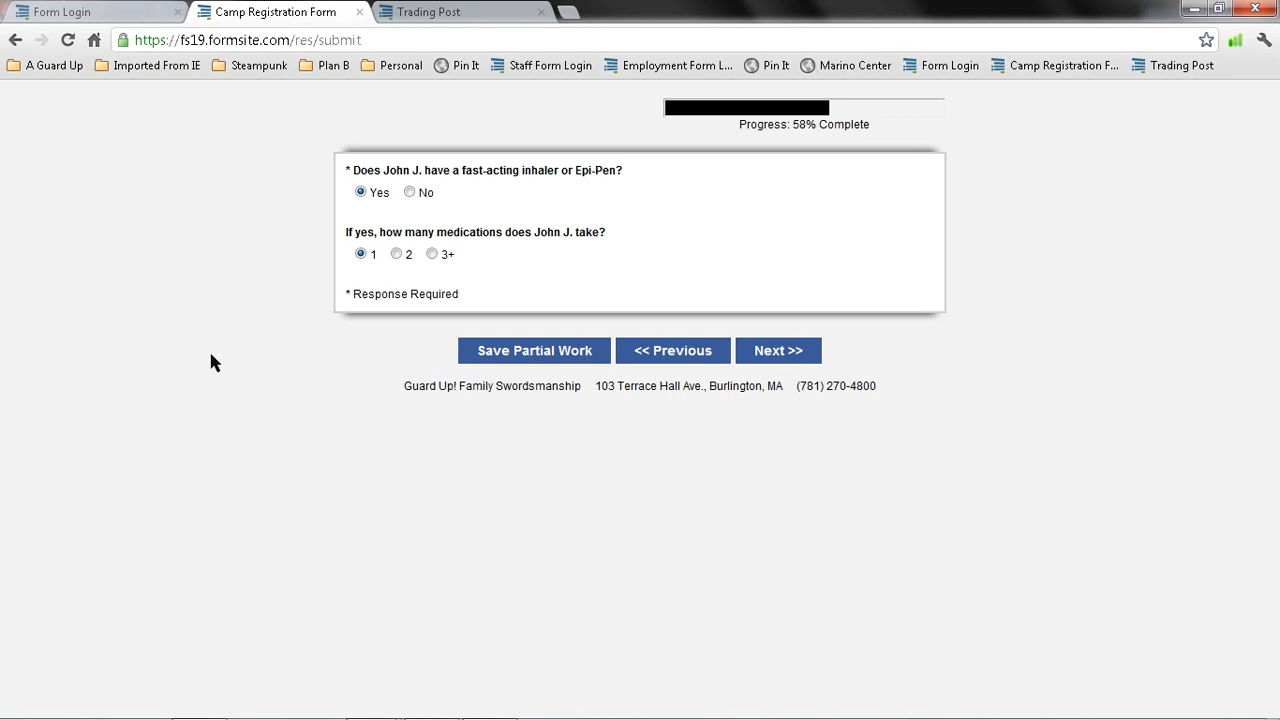 Form Login
Camp Registration Form
Trading Post
https://fs19.formsite.com/res/submit
A Guard Up Imported From IE Steampunk Plan B Personal Pin It Staff Form Login Employment Form L... Pin It Marino Center Form Login Camp Registration F... Trading Post
Progress: 58% Complete
* Does John J. have a fast-acting inhaler or Epi-Pen?
Yes No
If yes, how many medications does John J. take?
1 2 3+
* Response Required
Save Partial Work << Previous Next >>
Guard Up! Family Swordsmanship 103 Terrace Hall Ave., Burlington, MA (781) 270-4800